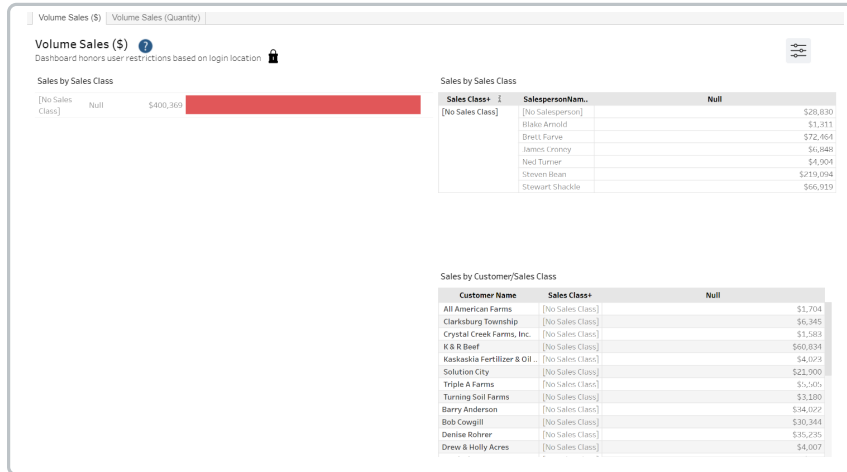 Volume Sales ($) Volume Sales (Quantity)
Volume Sales ($) ?
Dashboard honors user restrictions based on login location
Sales by Sales Class
[No Sales Class] Null $400,369
Sales by Sales Class
Sales Class+ SalespersonNam.. Null
[No Sales Class] [No Salesperson] $28,830
Blake Arnold $1,311
Brett Farve $72,464
James Croney $6,848
Ned Turner $4,904
Steven Bean $219,094
Stewart Shackle $66,919
Sales by Customer/Sales Class
Customer Name Sales Class+ Null
All American Farms [No Sales Class] $1,704
Clarksburg Township [No Sales Class] $6,345
Crystal Creek Farms, Inc. [No Sales Class] $1,583
K & R Beef [No Sales Class] $60,834
Kaskaskia Fertilizer & Oil .. [No Sales Class] $4,023
Solution City [No Sales Class] $21,900
Triple A Farms [No Sales Class] $5,505
Turning Soil Farms [No Sales Class] $3,180
Barry Anderson [No Sales Class] $34,022
Bob Cowgill [No Sales Class] $30,344
Denise Rohrer [No Sales Class] $35,235
Drew & Holly Acres [No Sales Class] $4,007